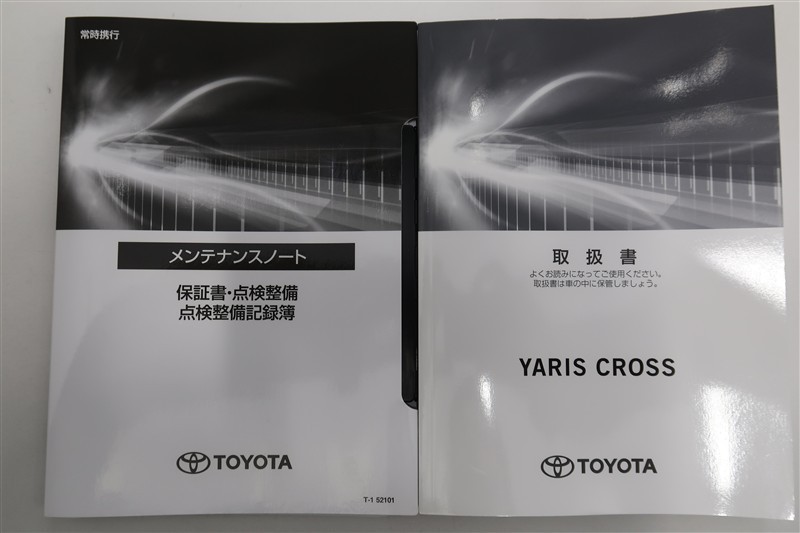 常時携行
メンテナンスノート
保証書・点検整備
点検整備記録簿
TOYOTA
T-1 52101
取扱書
よくお読みになってご使用ください。
取扱書は車の中に保管しましょう。
YARIS CROSS
TOYOTA